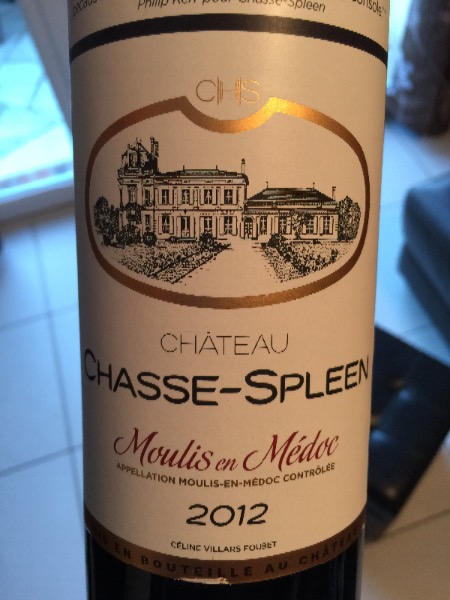 Philip Kerr pour Chasse-Spleen
CHS
CHÂTEAU
CHASSE-SPLEEN
Moulis en Médoc
APPELLATION MOULIS-EN-MÉDOC CONTRÔLÉE
2012
CÉLINE VILLARS FOUBET
EN BOUTEILLE AU CHÂTEAU